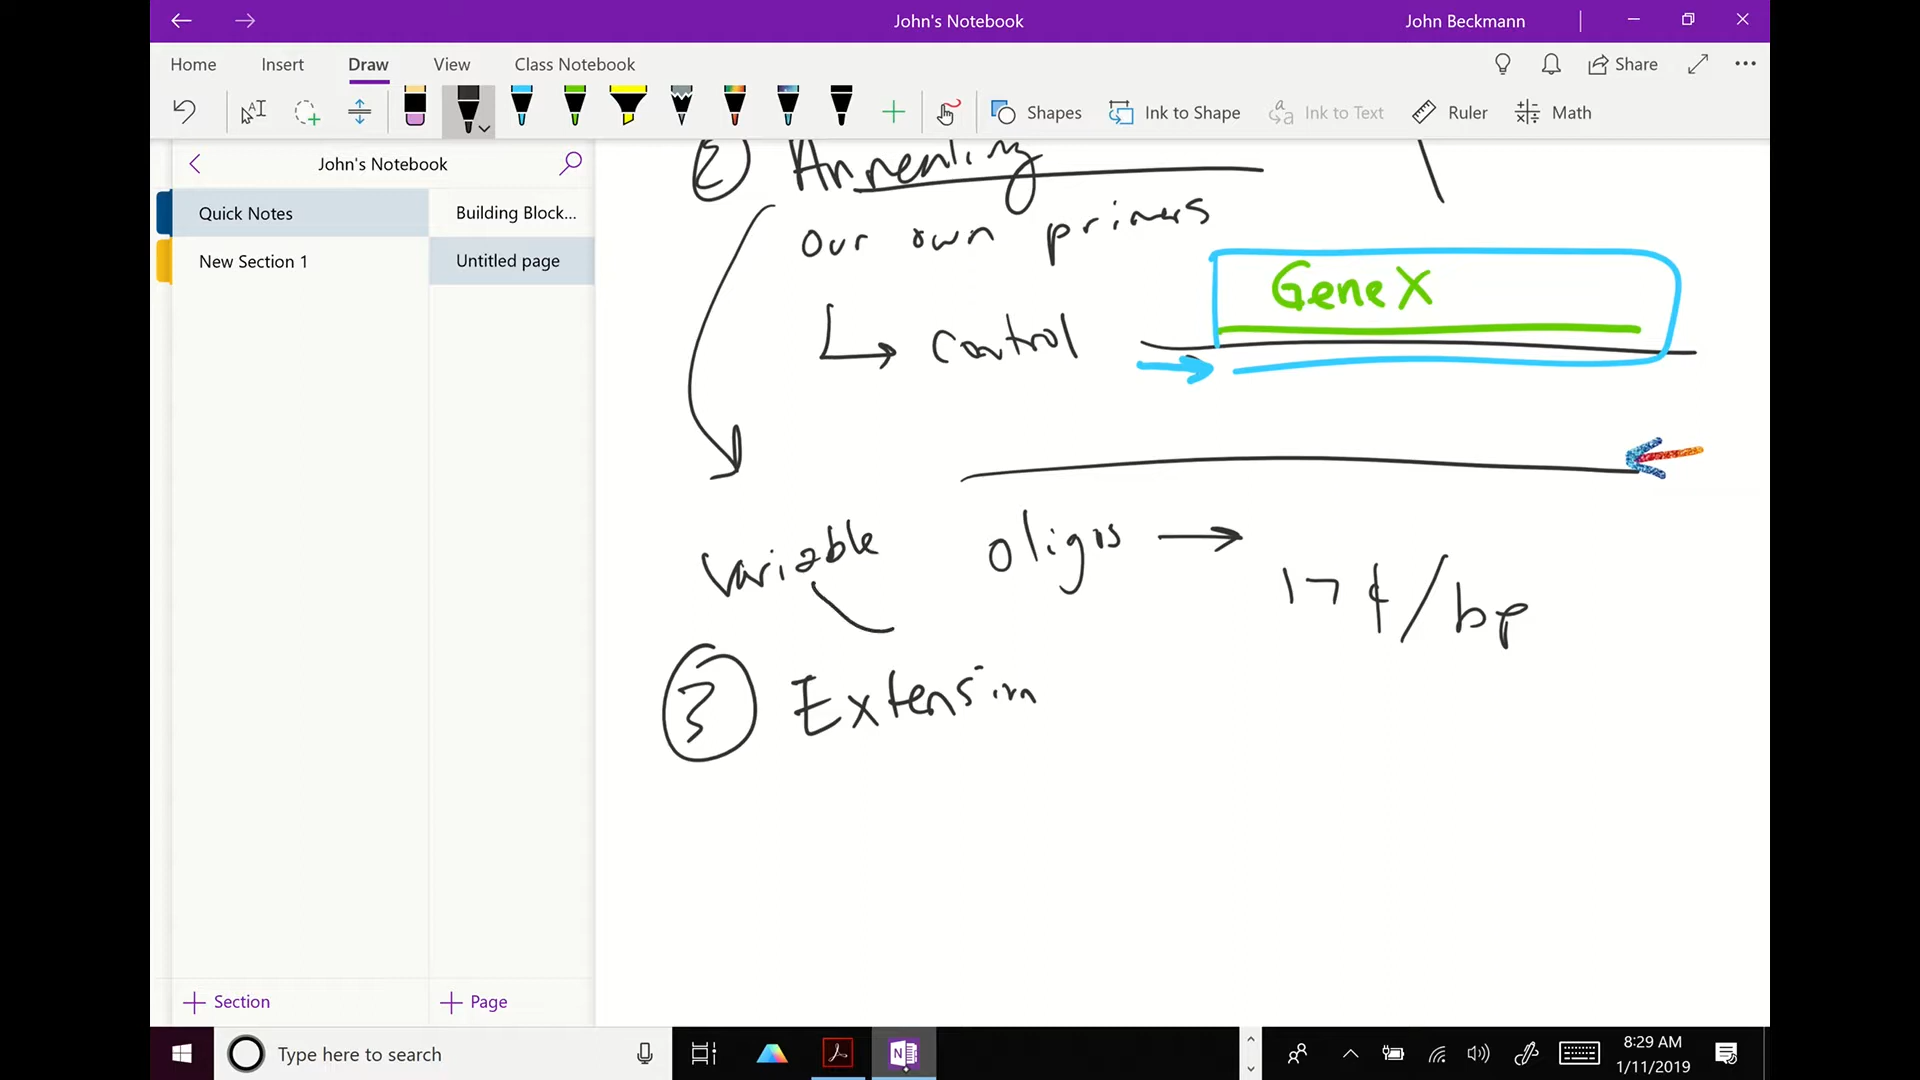 John's Notebook
John Beckmann
Home
Insert
Draw
View
Class Notebook
Share
Shapes
Ink to Shape
Ink to Text
Ruler
Math
John's Notebook
Quick Notes
New Section 1
Building Block...
Untitled page
Section
Page
2 Annealing
our own primers
Gene X
control
variable
oligos
17 ¢/bp
3 Extension
Type here to search
8:29 AM
1/11/2019